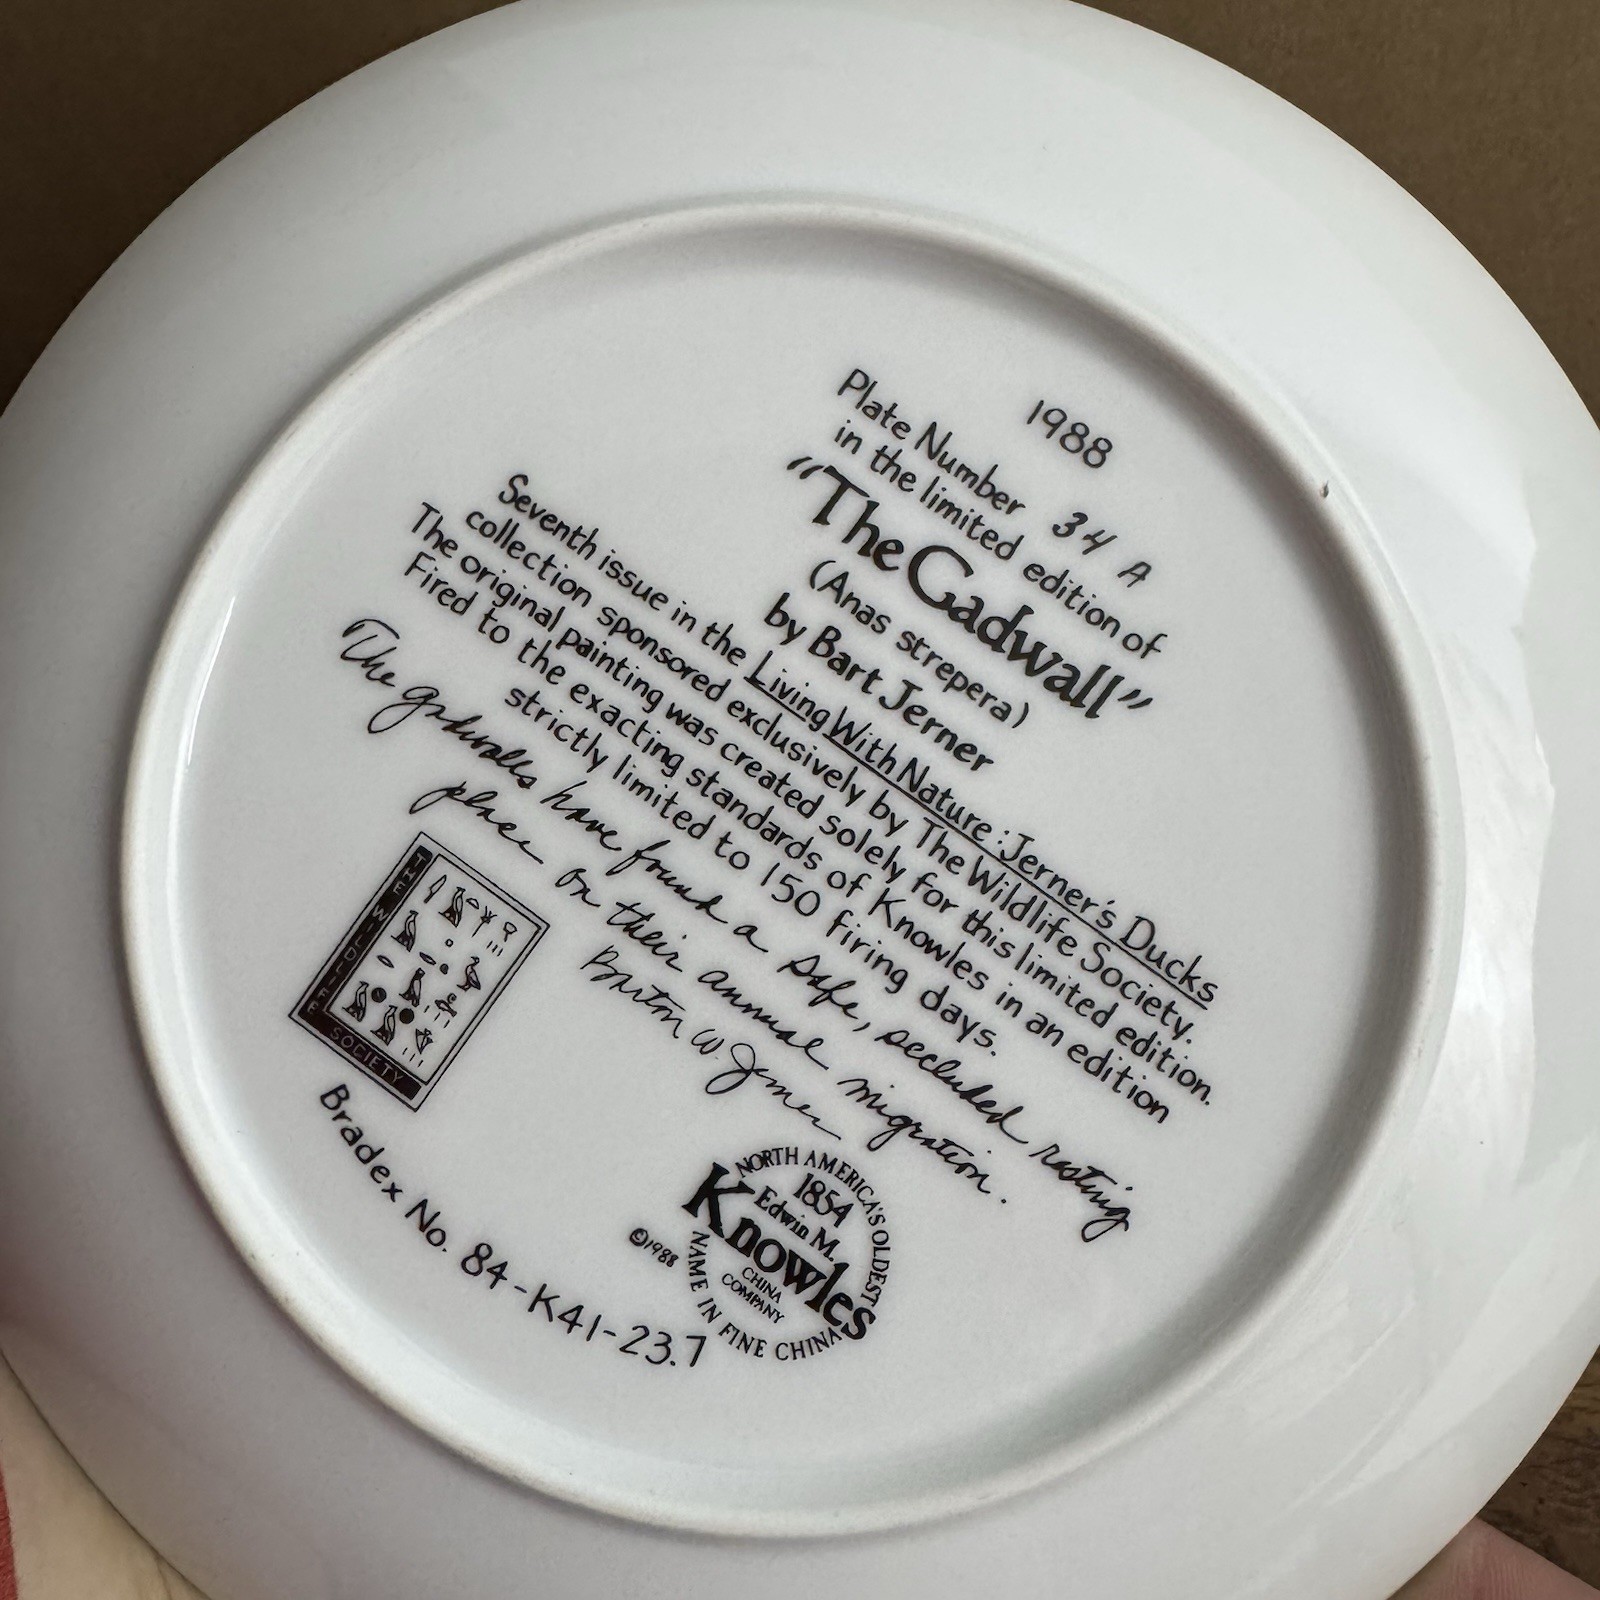 1988
Plate Number 34 A
in the limited edition of
"The Gadwall"
(Anas strepera)
by Bart Jerner
Seventh issue in the Living With Nature: Jerner's Ducks
collection sponsored exclusively by The Wildlife Society.
The original painting was created solely for this limited edition.
Fired to the exacting standards of Knowles in an edition
strictly limited to 150 firing days.
The Gadwalls have found a safe, secluded resting
place on their annual migration.
Barton W. Jerner
THE WILDLIFE SOCIETY
NORTH AMERICA'S OLDEST
1854
Edwin M.
Knowles
CHINA
COMPANY
NAME IN FINE CHINA
©1988
Bradex No. 84-K41-23.7